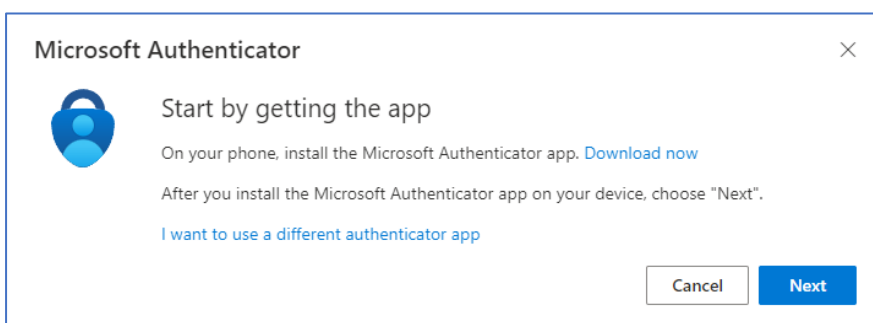 Microsoft Authenticator
Start by getting the app
On your phone, install the Microsoft Authenticator app. Download now
After you install the Microsoft Authenticator app on your device, choose "Next".
I want to use a different authenticator app
Cancel Next